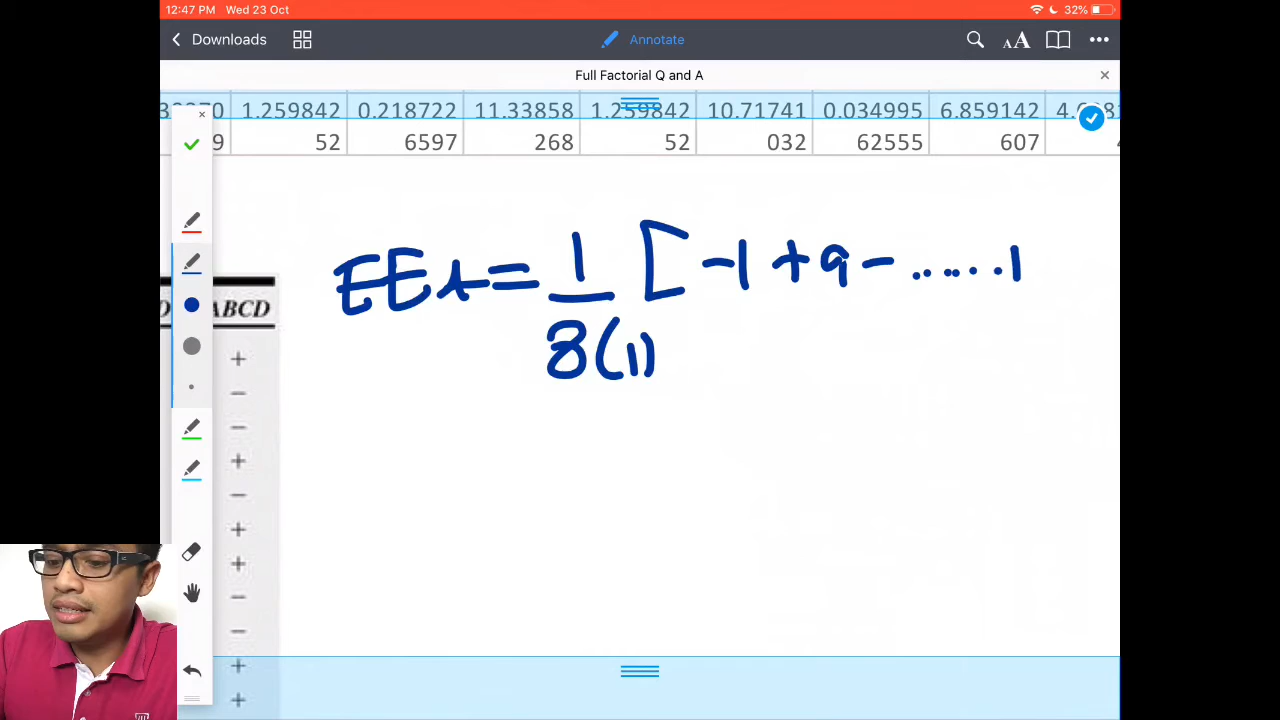 12:47 PM Wed 23 Oct 32%
Downloads Annotate AA
Full Factorial Q and A
1.259842 0.218722 11.33858 1.259842 10.71741 0.034995 6.859142
9 52 6597 268 52 032 62555 607
EEA = 1 [ -1 + a - ...... 1
8(1)
ABCD
+
−
−
+
−
+
+
−
−
+
+